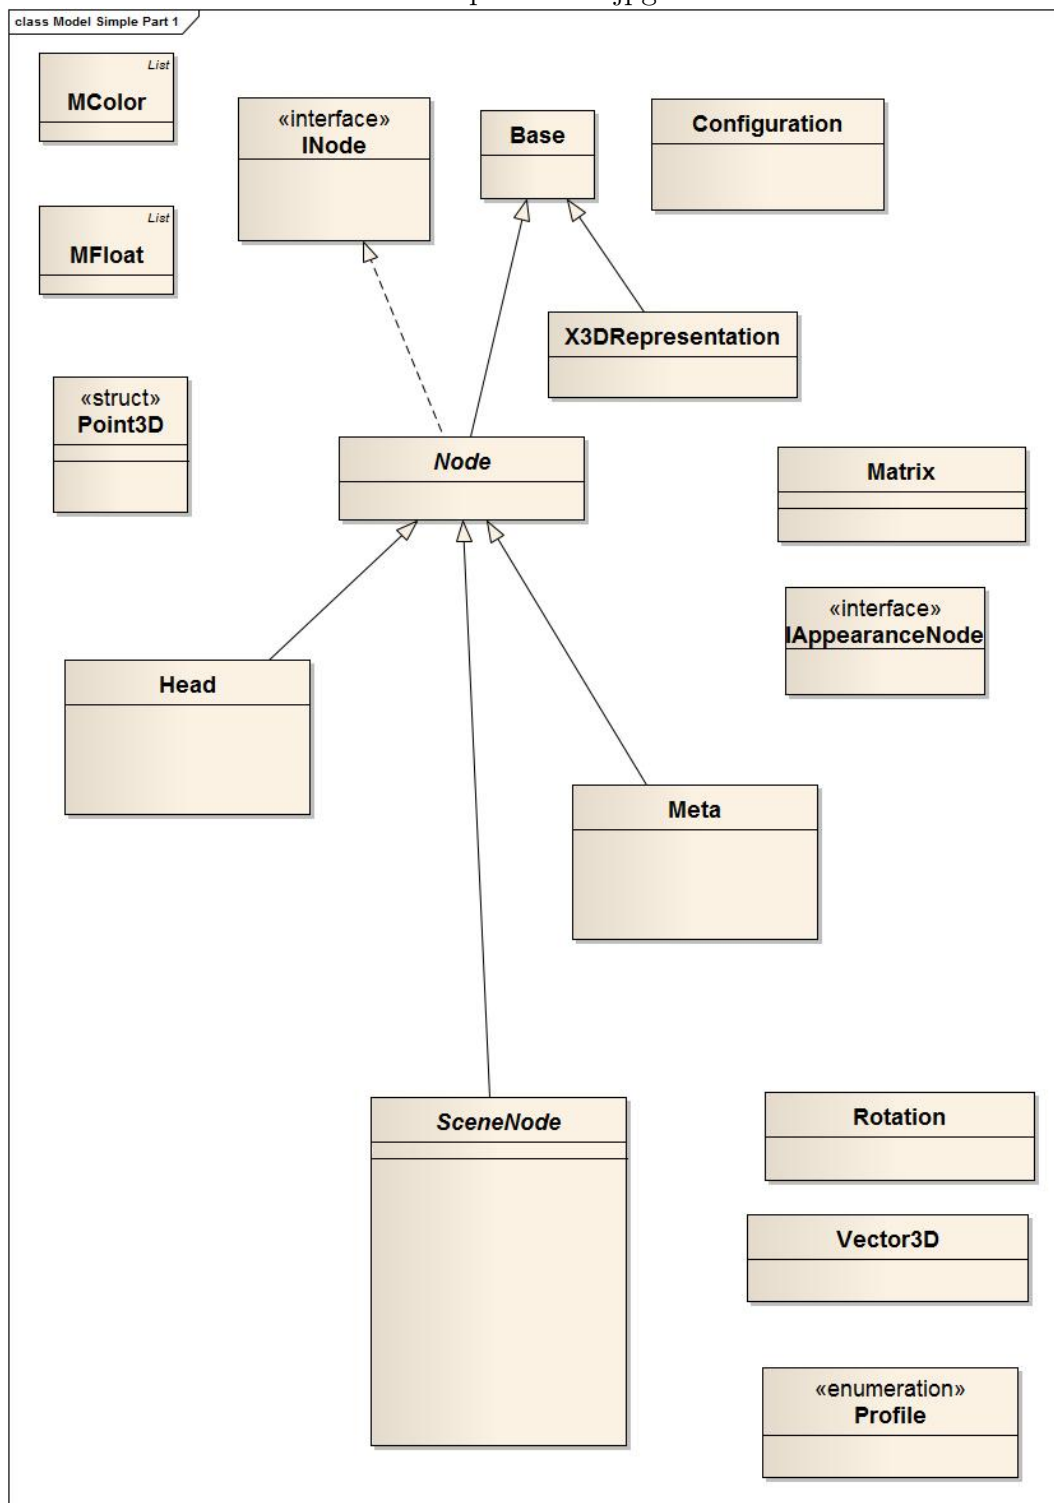 class Model Simple Part 1
List
MColor
«interface»
INode
Base
Configuration
List
MFloat
X3DRepresentation
«struct»
Point3D
Node
Matrix
«interface»
IAppearanceNode
Head
Meta
SceneNode
Rotation
Vector3D
«enumeration»
Profile